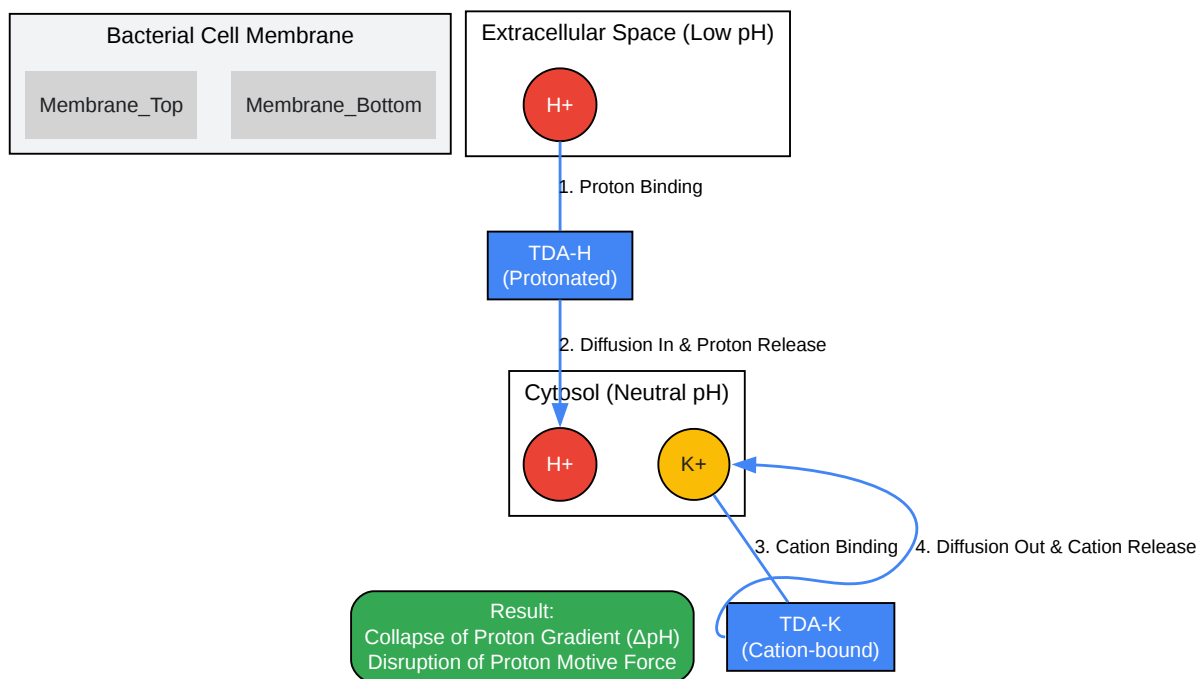 Bacterial Cell Membrane
Membrane_Top
Membrane_Bottom
Extracellular Space (Low pH)
H+
1. Proton Binding
TDA-H
(Protonated)
2. Diffusion In & Proton Release
Cytosol (Neutral pH)
H+
K+
3. Cation Binding
4. Diffusion Out & Cation Release
Result:
Collapse of Proton Gradient (ΔpH)
Disruption of Proton Motive Force
TDA-K
(Cation-bound)